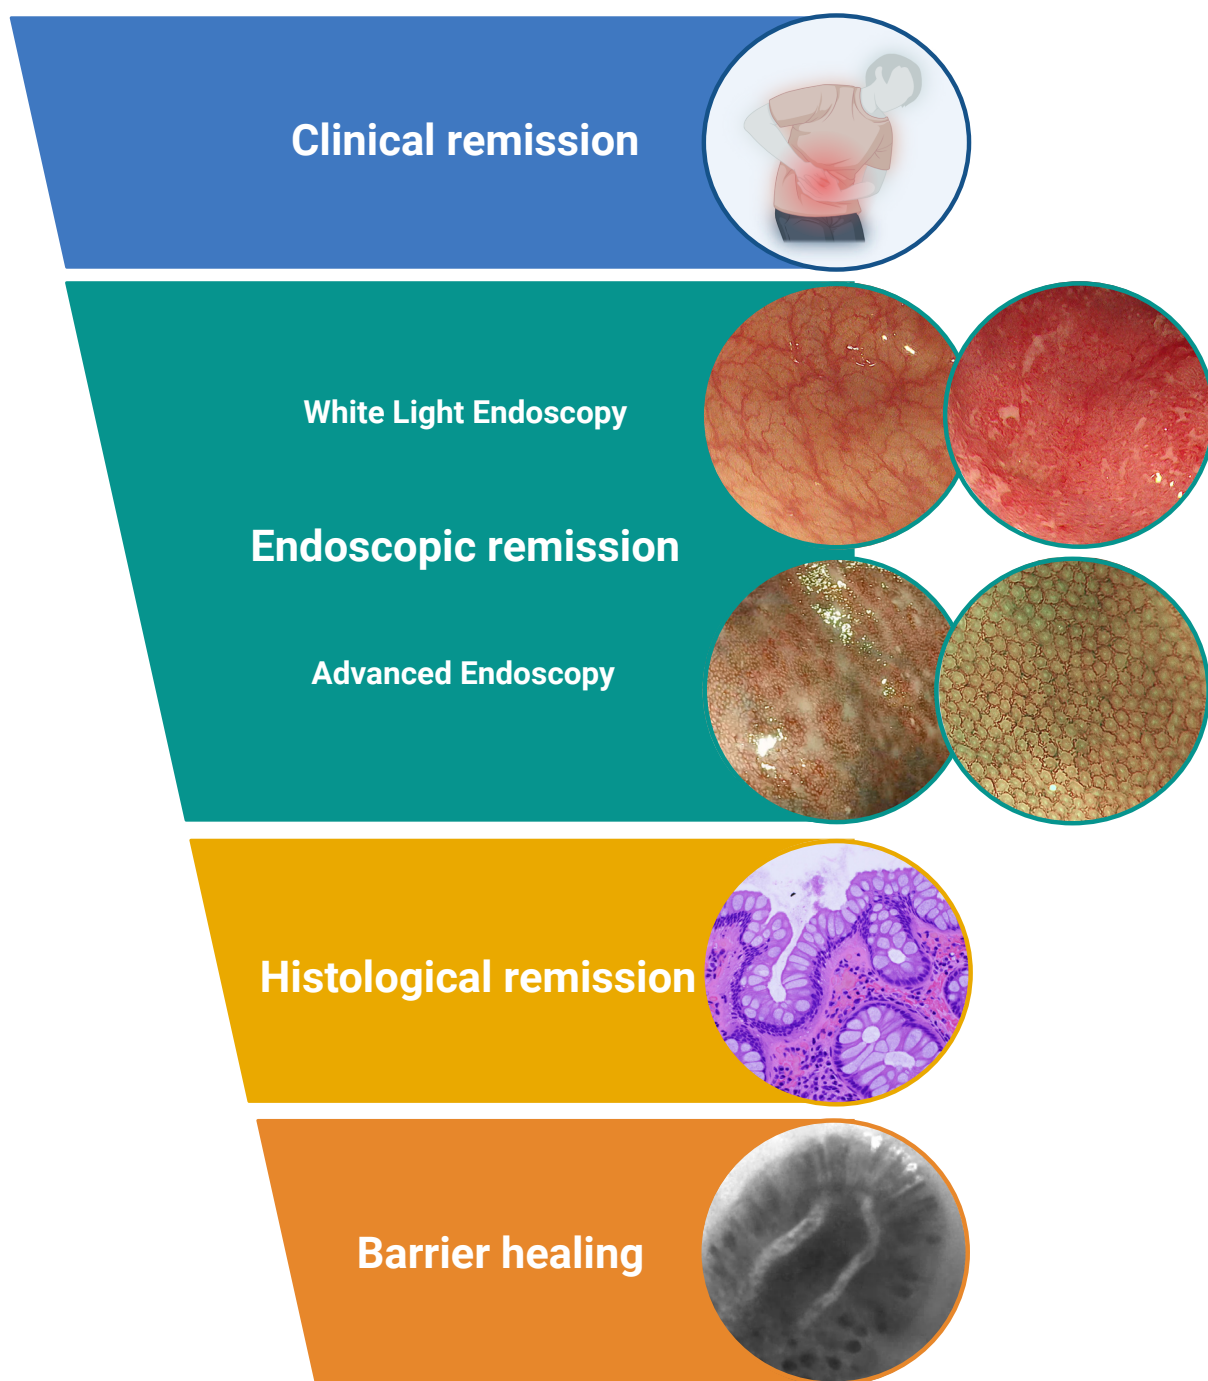 Clinical remission
White Light Endoscopy
Endoscopic remission
Advanced Endoscopy
Histological remission
Barrier healing